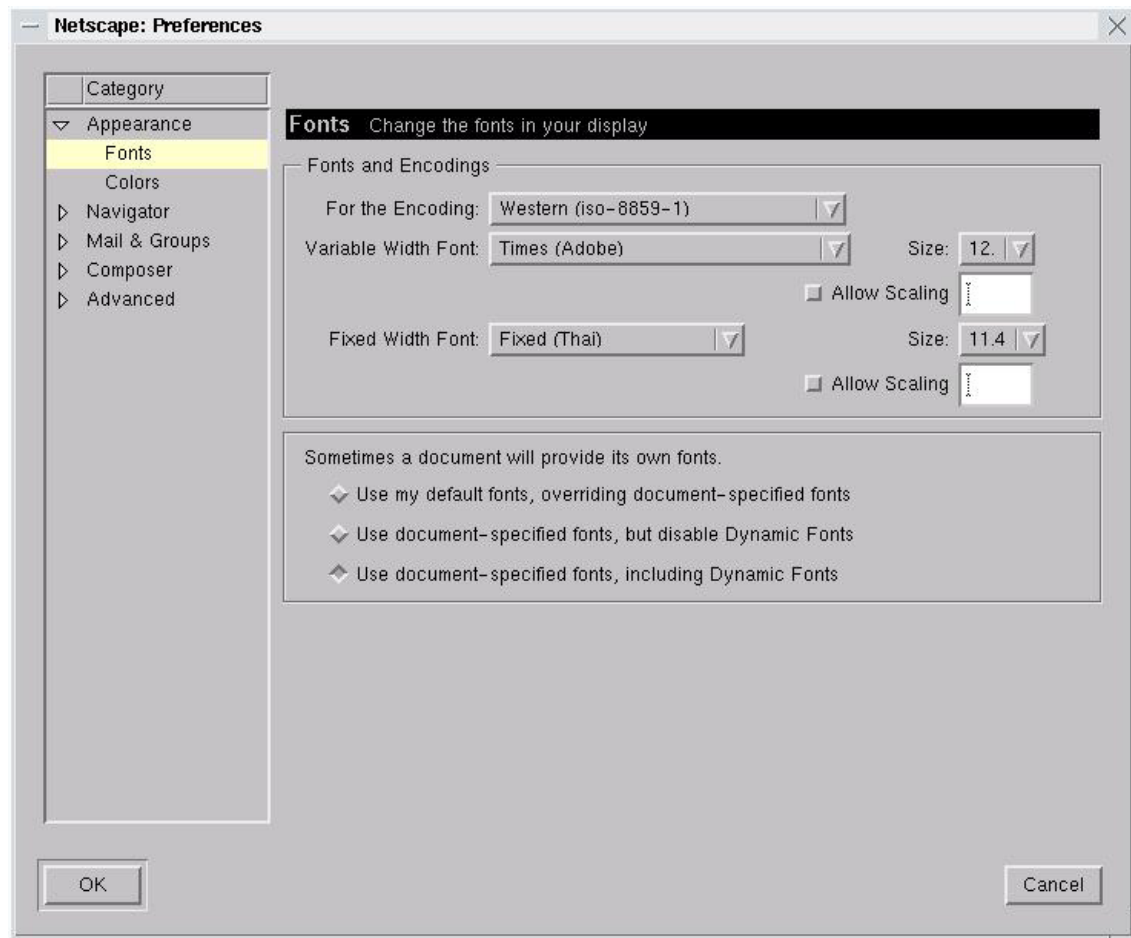 Netscape: Preferences
Category
Appearance
Fonts
Colors
Navigator
Mail & Groups
Composer
Advanced
Fonts Change the fonts in your display
Fonts and Encodings
For the Encoding: Western (iso-8859-1)
Variable Width Font: Times (Adobe) Size: 12.
Allow Scaling
Fixed Width Font: Fixed (Thai) Size: 11.4
Allow Scaling
Sometimes a document will provide its own fonts.
Use my default fonts, overriding document-specified fonts
Use document-specified fonts, but disable Dynamic Fonts
Use document-specified fonts, including Dynamic Fonts
OK Cancel